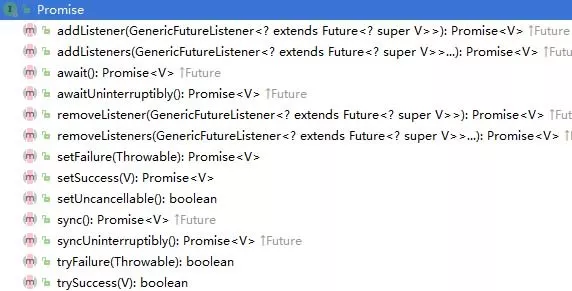 Promise
addListener(GenericFutureListener<? extends Future<? super V>>): Promise<V> ↑Future
addListeners(GenericFutureListener<? extends Future<? super V>>...): Promise<V> ↑Future
await(): Promise<V> ↑Future
awaitUninterruptibly(): Promise<V> ↑Future
removeListener(GenericFutureListener<? extends Future<? super V>>): Promise<V> ↑Fut
removeListeners(GenericFutureListener<? extends Future<? super V>>...): Promise<V> ↑
setFailure(Throwable): Promise<V>
setSuccess(V): Promise<V>
setUncancellable(): boolean
sync(): Promise<V> ↑Future
syncUninterruptibly(): Promise<V> ↑Future
tryFailure(Throwable): boolean
trySuccess(V): boolean